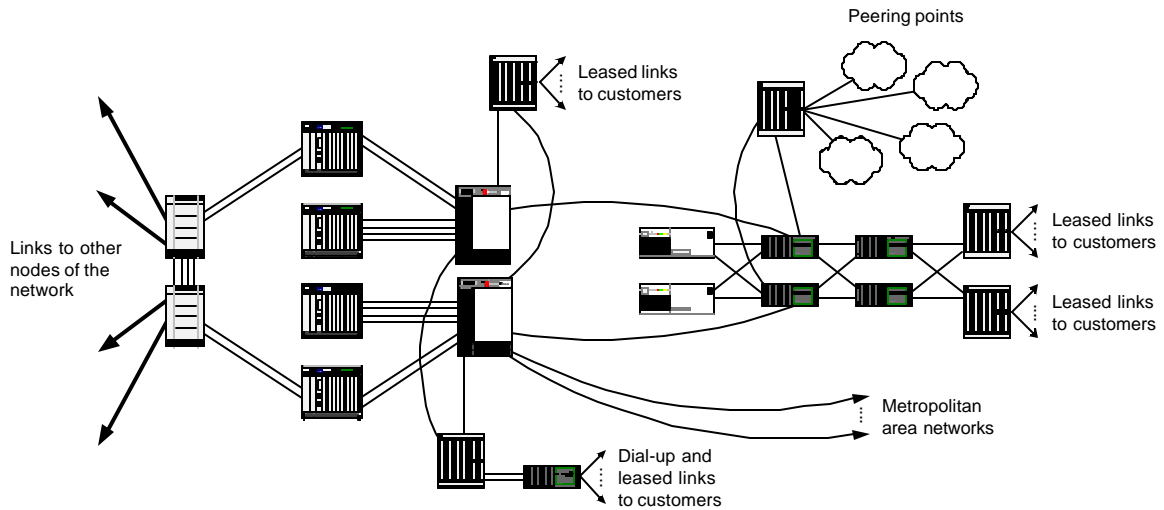 Peering points
Leased links
to customers
Links to other
nodes of the
network
Leased links
to customers
Leased links
to customers
Metropolitan
area networks
Dial-up and
leased links
to customers